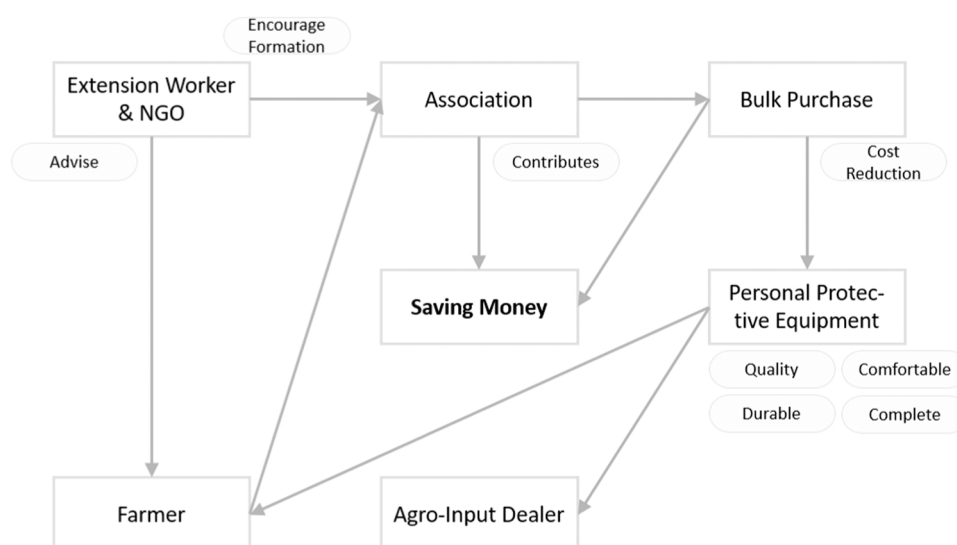 Encourage
Formation
Extension Worker
& NGO
Association
Bulk Purchase
Advise
Contributes
Cost
Reduction
Saving Money
Personal Protec-
tive Equipment
Quality
Comfortable
Durable
Complete
Farmer
Agro-Input Dealer